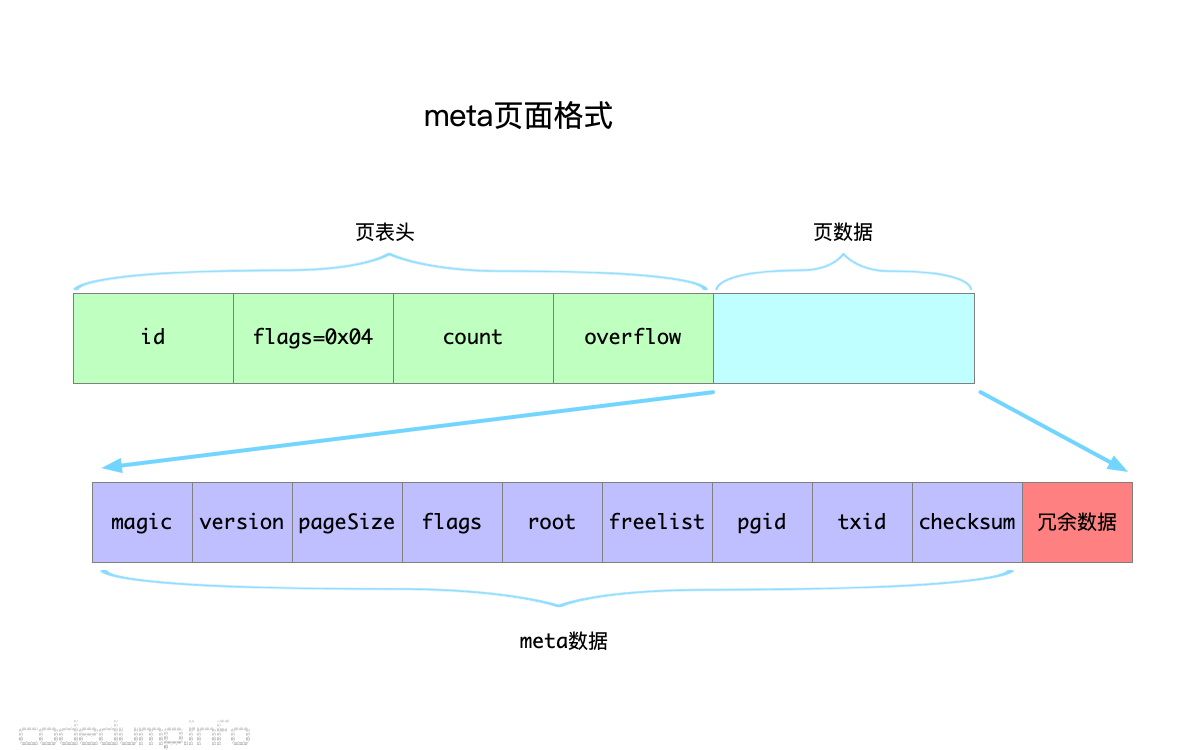 meta页面格式
页表头 页数据
id flags=0x04 count overflow
magic version pageSize flags root freelist pgid txid checksum 冗余数据
meta数据